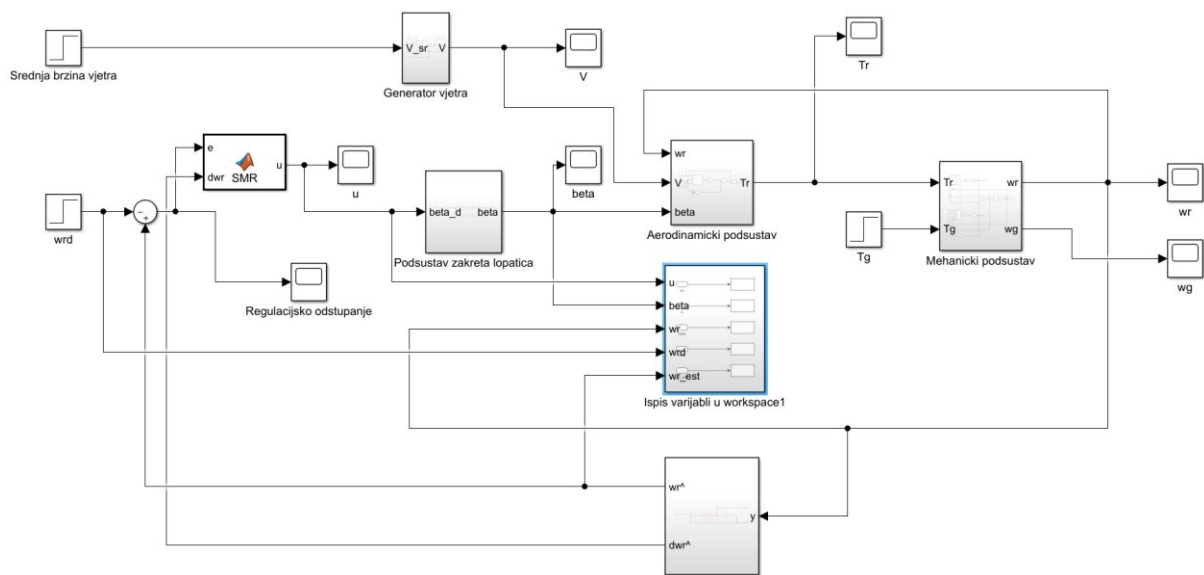 Srednja brzina vjetra
V_sr
V
Generator vjetra
V
Tr
e
dwr
u
SMR
u
wrd
-
+
Regulacijsko odstupanje
beta_d
beta
Podsustav zakreta lopatica
beta
wr
V
beta
Tr
Aerodinamicki podsustav
Tg
Tr
Tg
wr
wg
Mehanicki podsustav
wr
wg
u
beta
wr
wrd
wr_est
Ispis varijabli u workspace1
wr^
dwr^
y